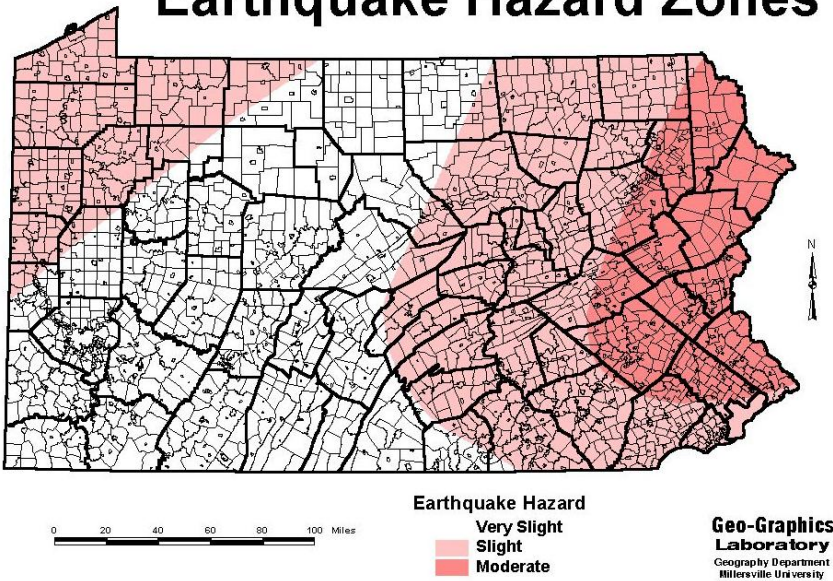 Earthquake Hazard Zones
N
0 20 40 60 80 100 Miles
Earthquake Hazard
Very Slight
Slight
Moderate
Geo-Graphics
Laboratory
Geography Department
Millersville University